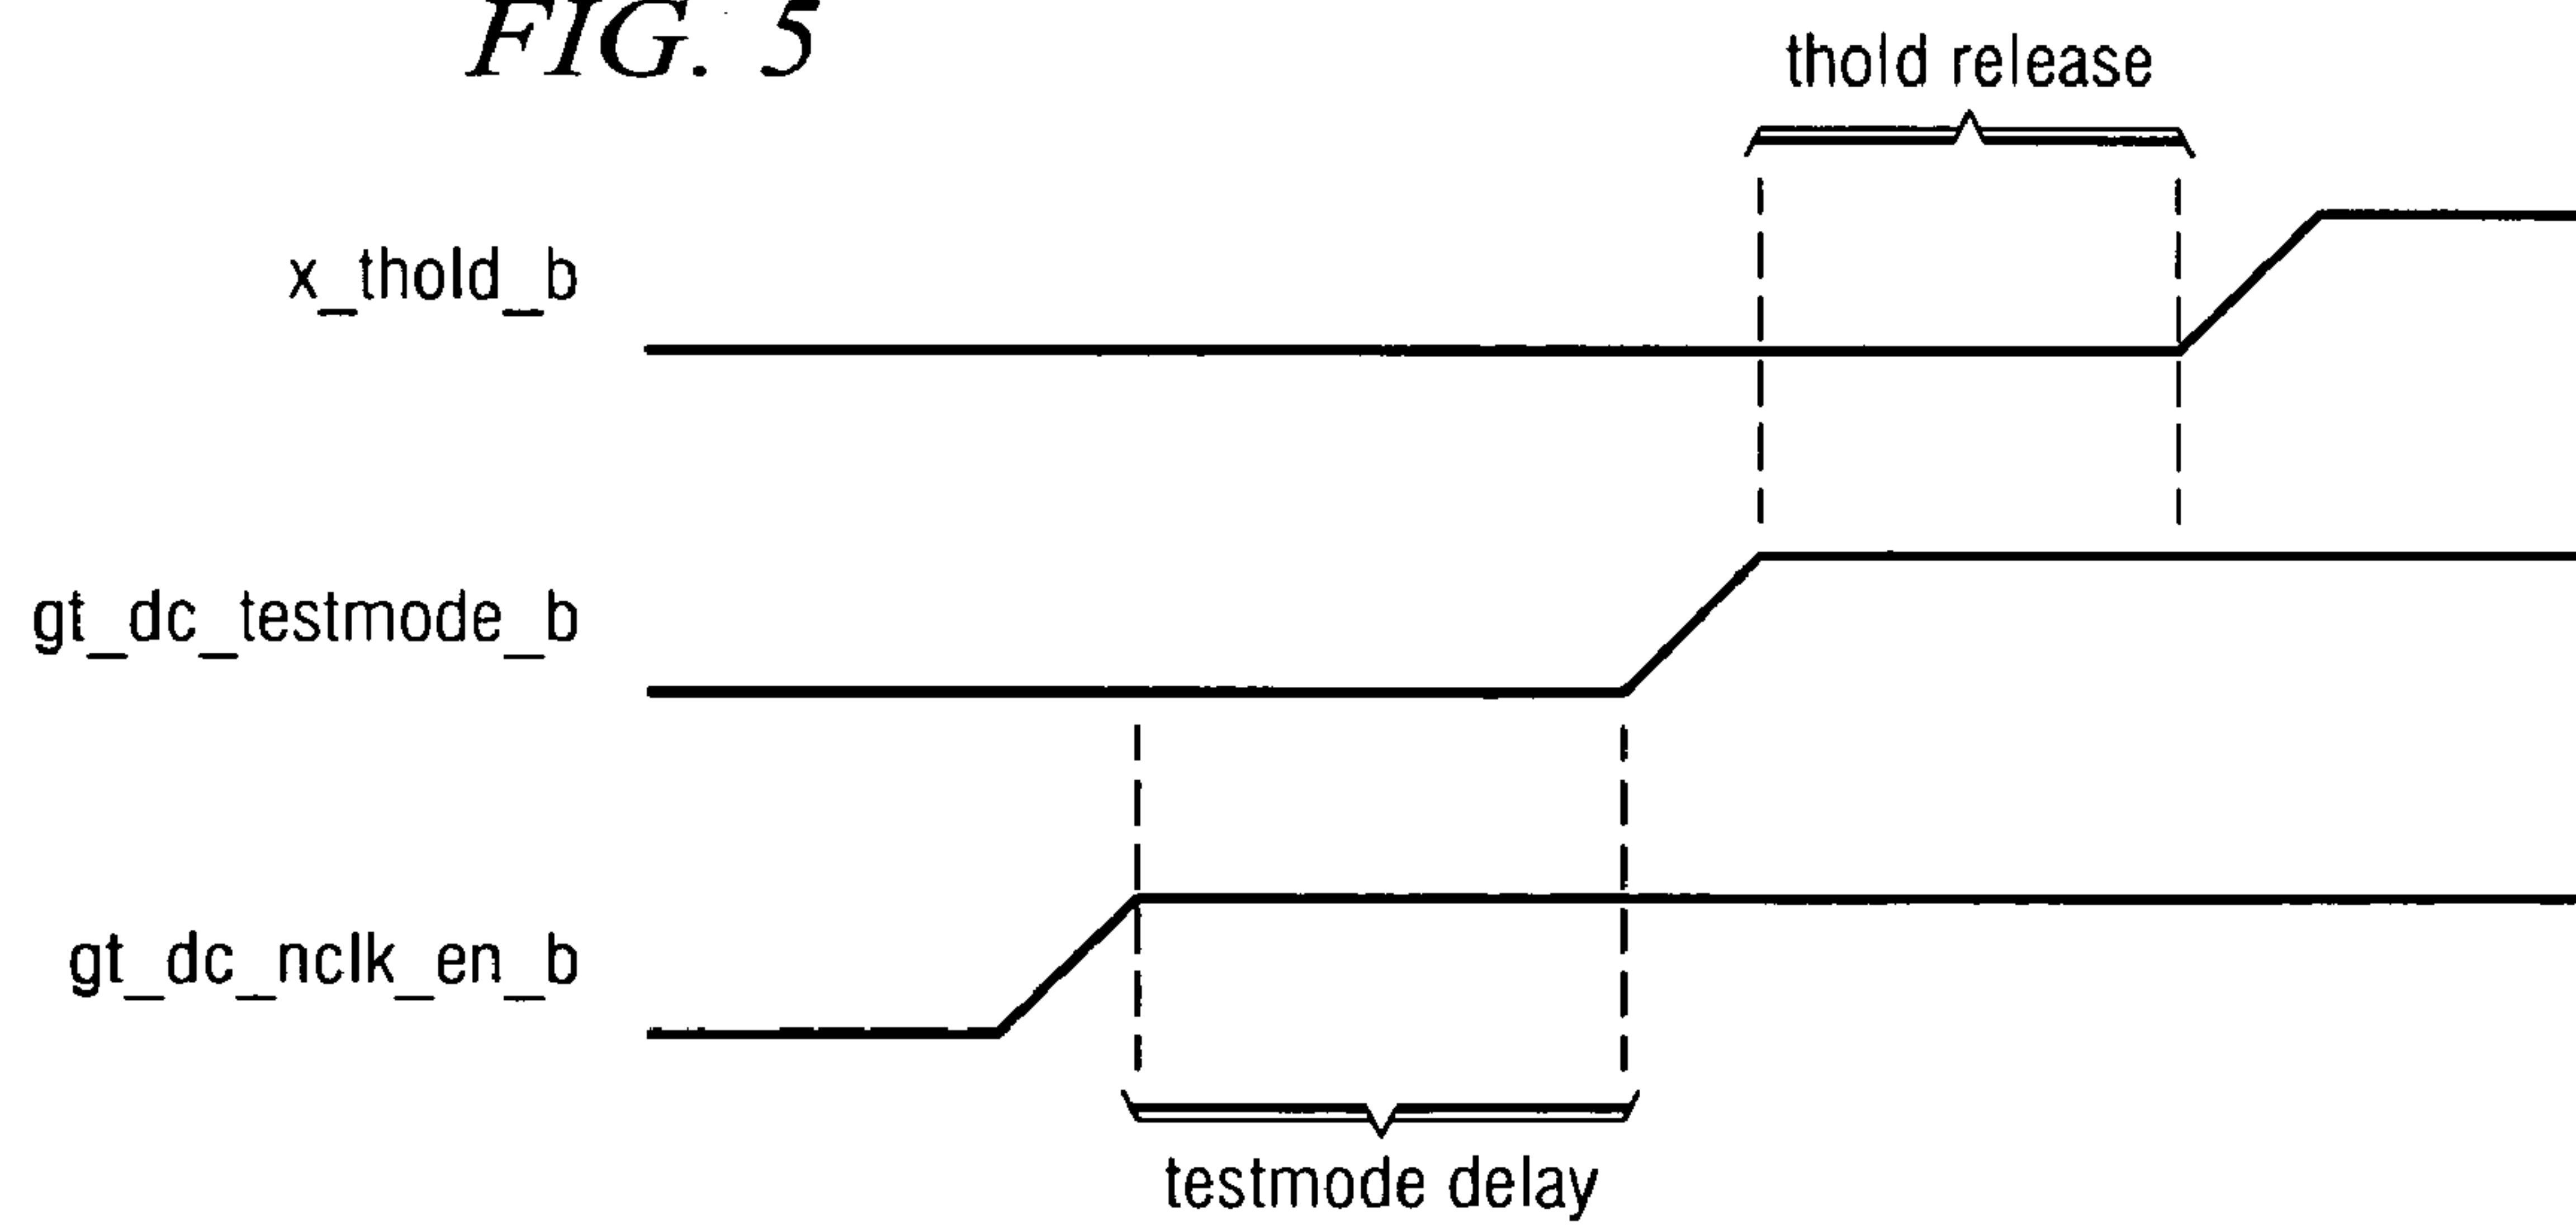 FIG. 5
thold release
x_thold_b
gt_dc_testmode_b
gt_dc_nclk_en_b
testmode delay